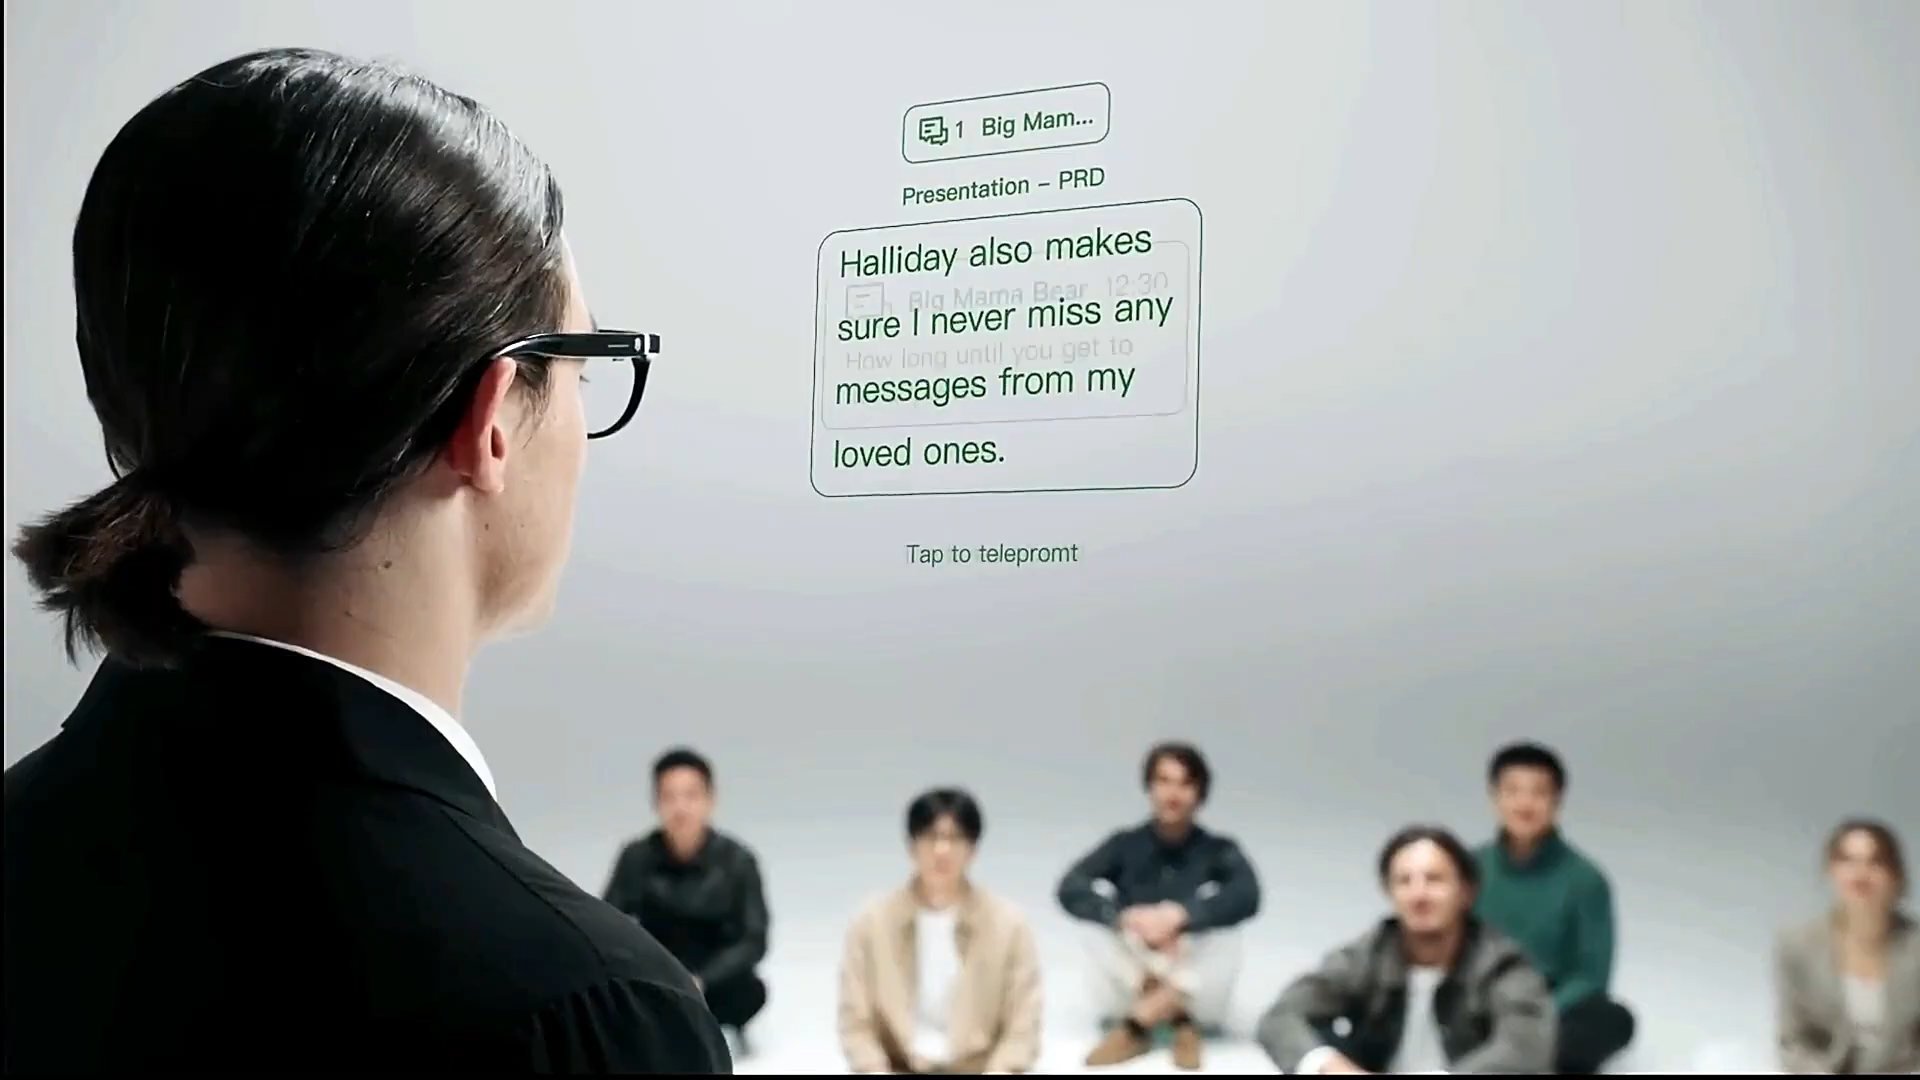 1 Big Mam...
Presentation – PRD
Halliday also makes
Big Mama Bear 12:30
sure I never miss any
How long until you get to
messages from my
loved ones.
Tap to telepromt